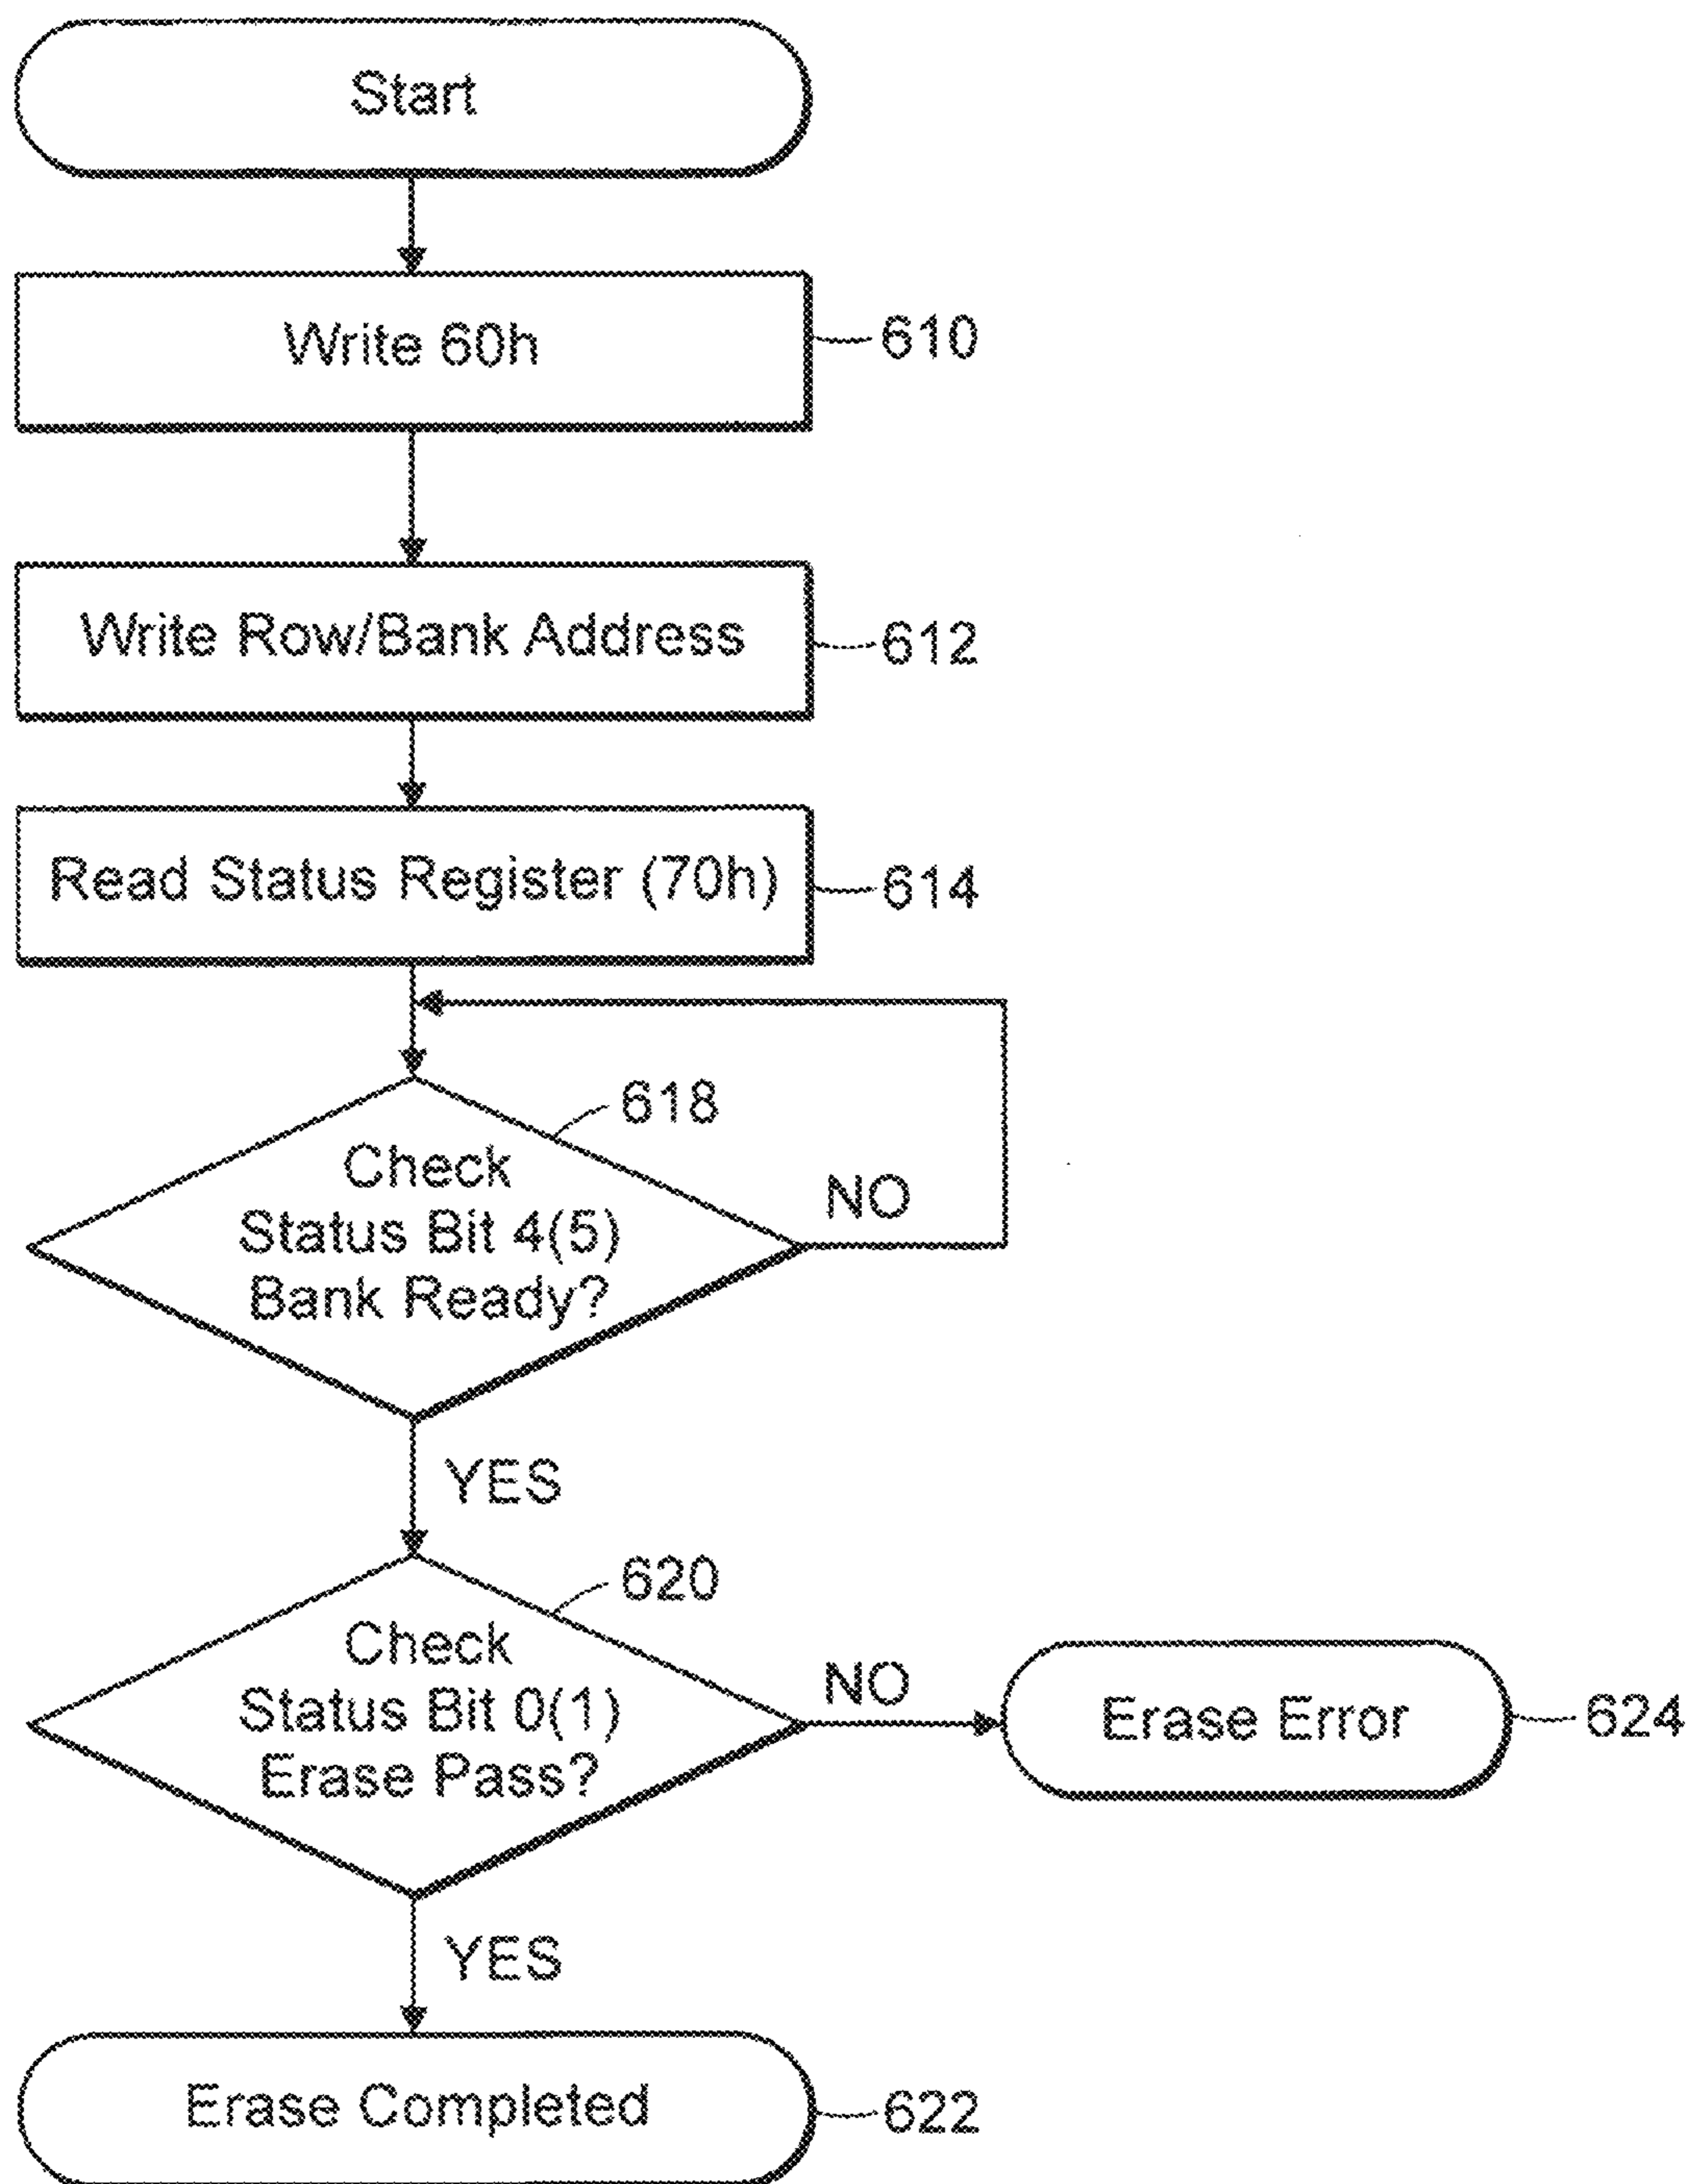 Start
Write 60h
610
Write Row/Bank Address
612
Read Status Register (70h)
614
618
Check
Status Bit 4(5)
Bank Ready?
NO
YES
620
Check
Status Bit 0(1)
Erase Pass?
NO
Erase Error
624
YES
Erase Completed
622